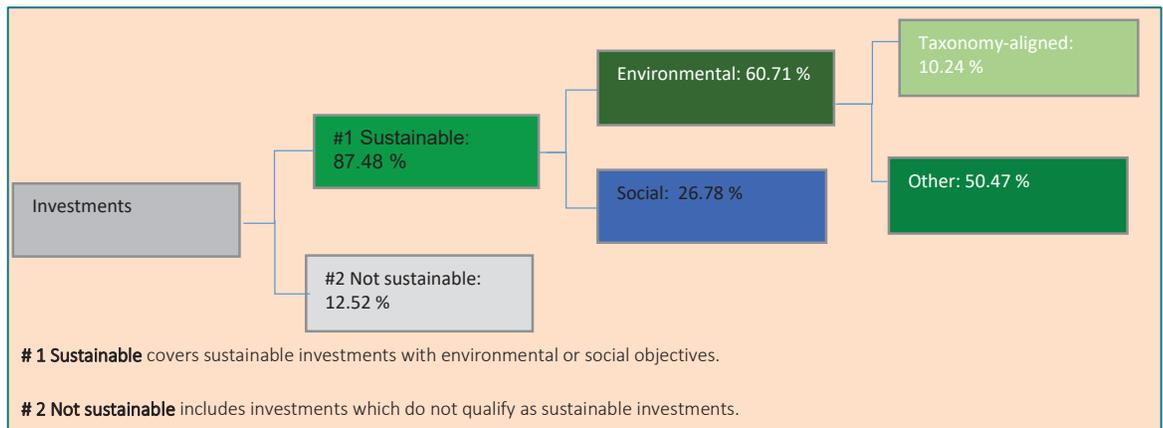 Investments
#1 Sustainable:
87.48 %
#2 Not sustainable:
12.52 %
Environmental: 60.71 %
Social:  26.78 %
Taxonomy-aligned:
10.24 %
Other: 50.47 %
# 1 Sustainable covers sustainable investments with environmental or social objectives.
# 2 Not sustainable includes investments which do not qualify as sustainable investments.